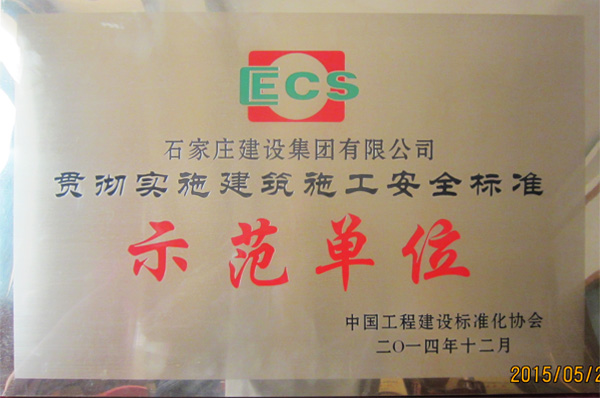 CECS
石家庄建设集团有限公司
贯彻实施建筑施工安全标准
示范单位
中国工程建设标准化协会
二〇一四年十二月
2015/05/2